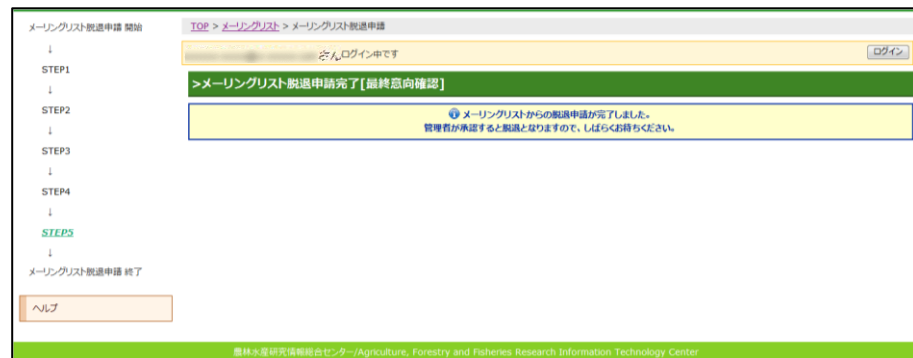 メーリングリスト脱退申請 開始
↓
STEP1
↓
STEP2
↓
STEP3
↓
STEP4
↓
STEP5
↓
メーリングリスト脱退申請 終了
ヘルプ
TOP > メーリングリスト > メーリングリスト脱退申請
さんログイン中です
ログイン
>メーリングリスト脱退申請完了[最終意向確認]
メーリングリストからの脱退申請が完了しました。
管理者が承認すると脱退となりますので、しばらくお待ちください。
農林水産研究情報総合センター/Agriculture, Forestry and Fisheries Research Information Technology Center